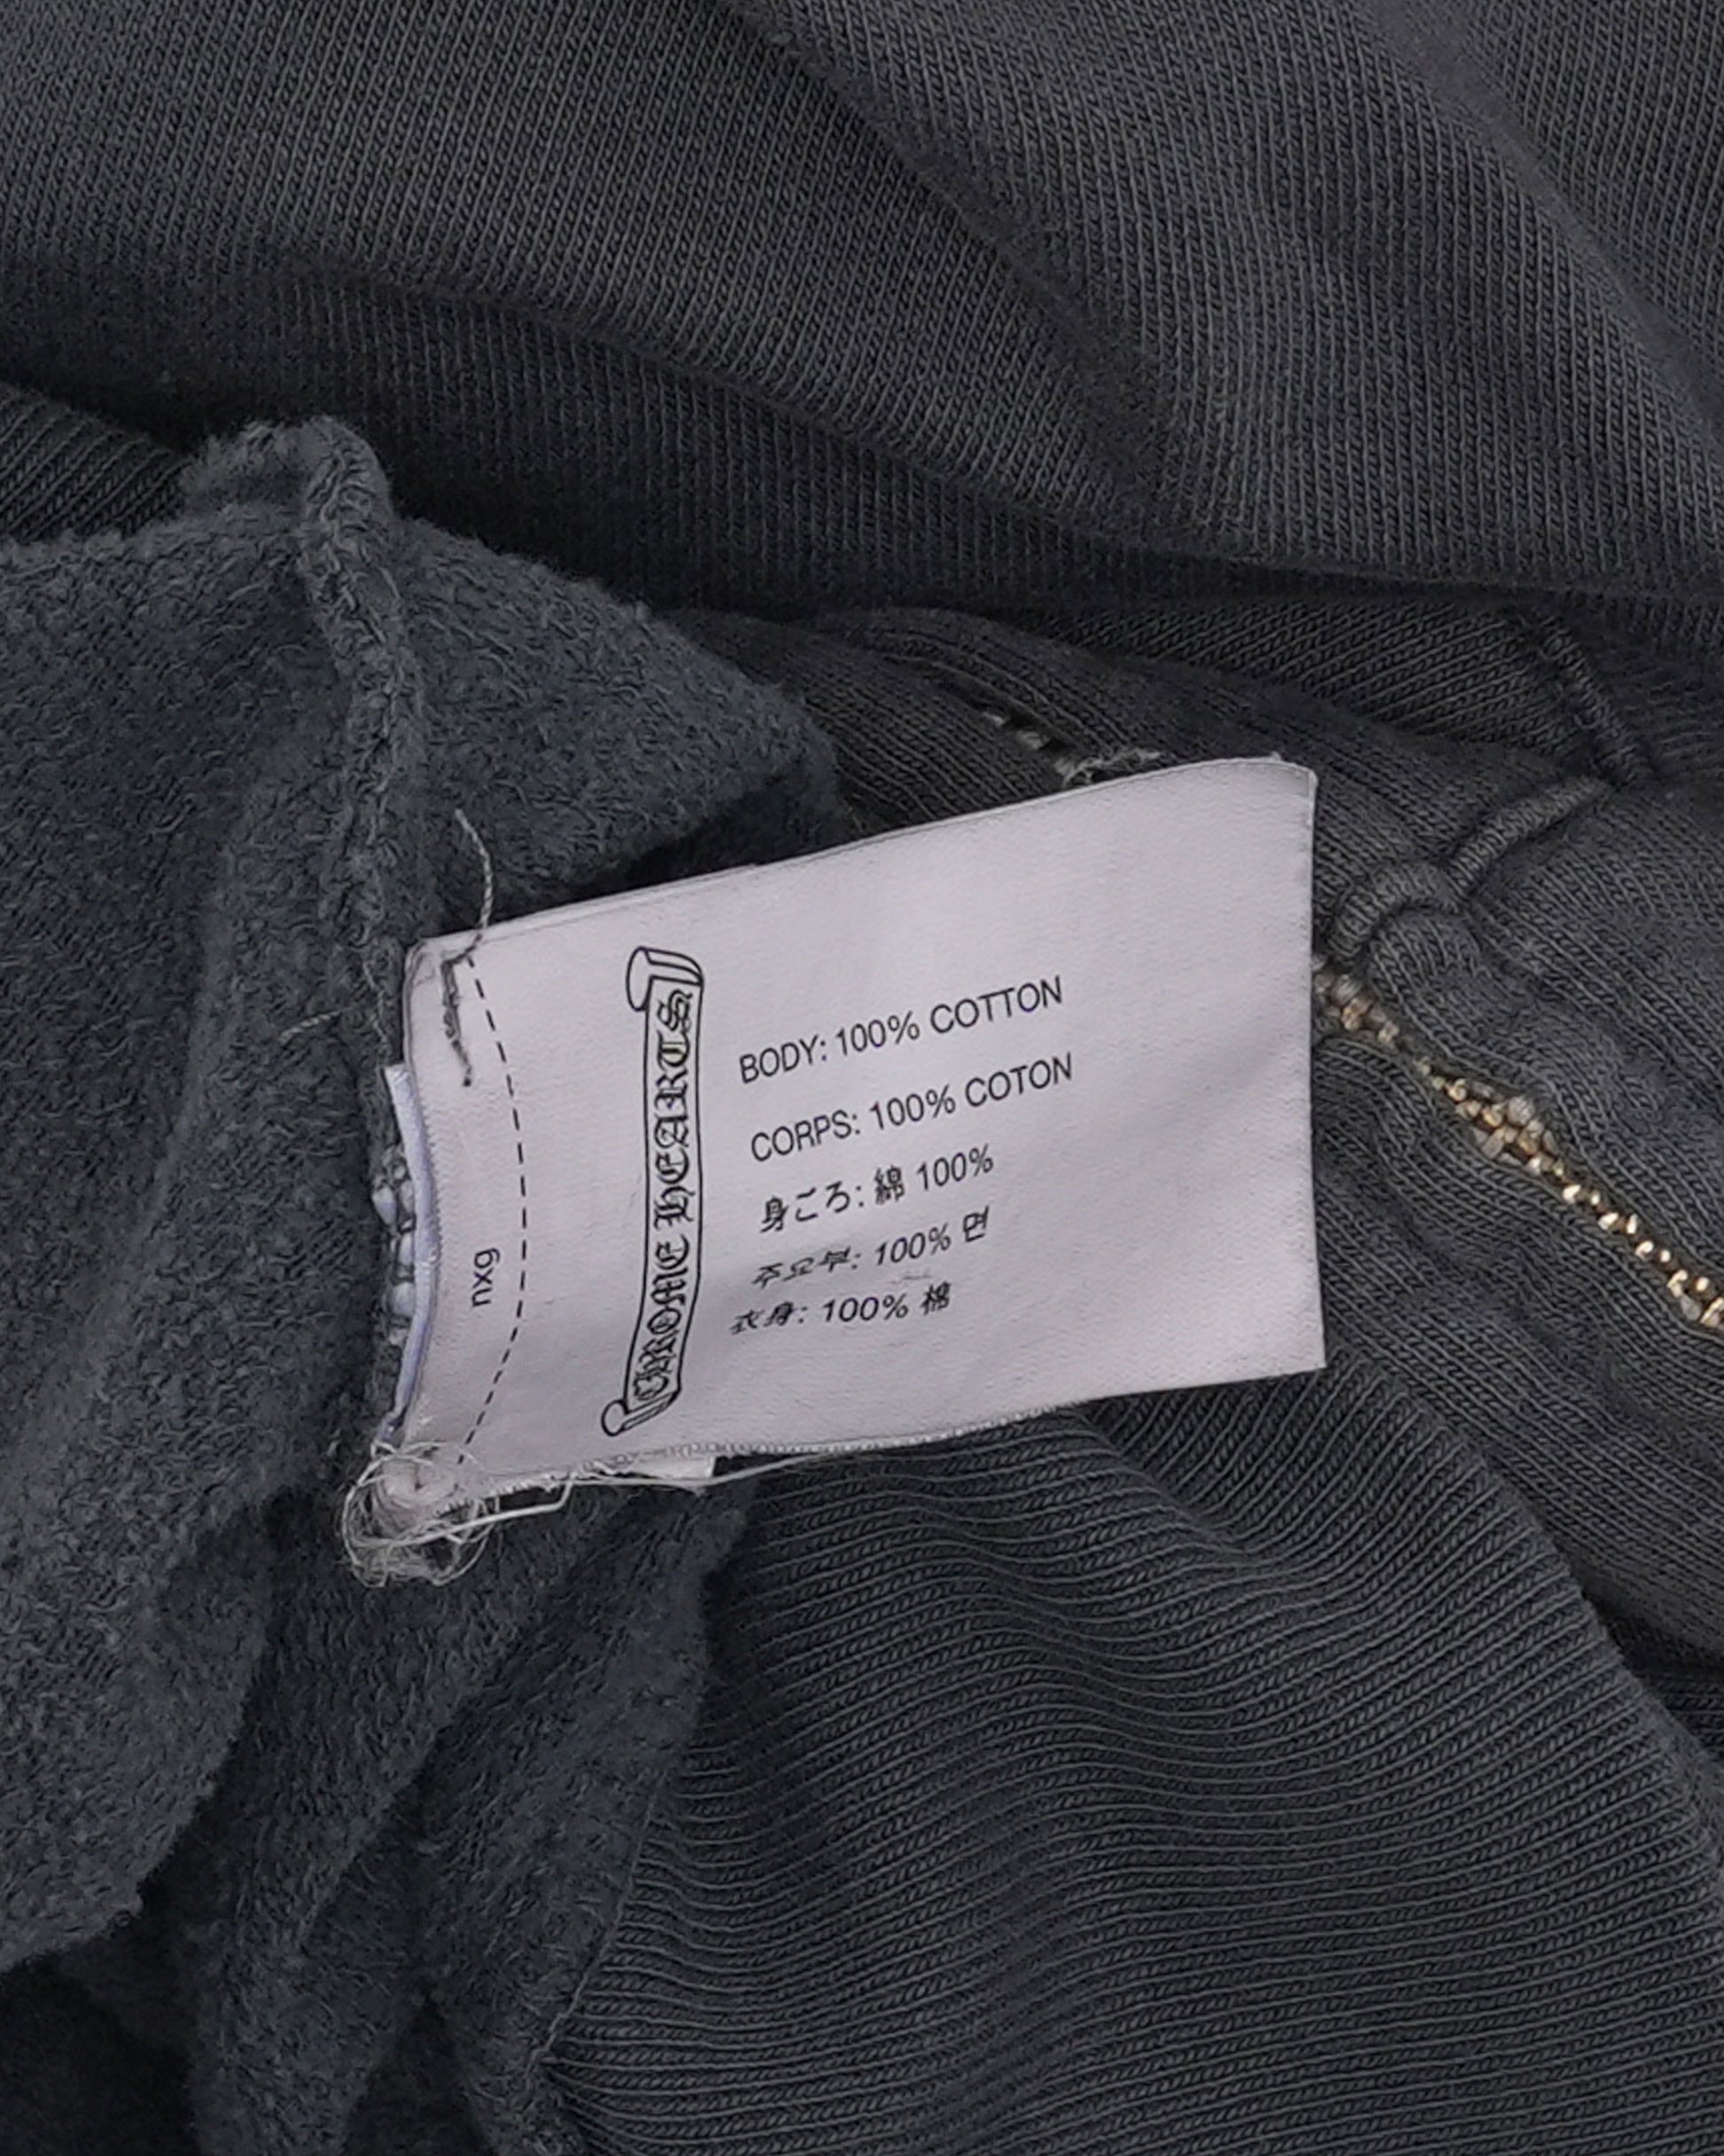 nxg
CHROME HEARTS
BODY: 100% COTTON
CORPS: 100% COTON
身ごろ: 綿 100%
주요부: 100% 면
衣身: 100% 棉